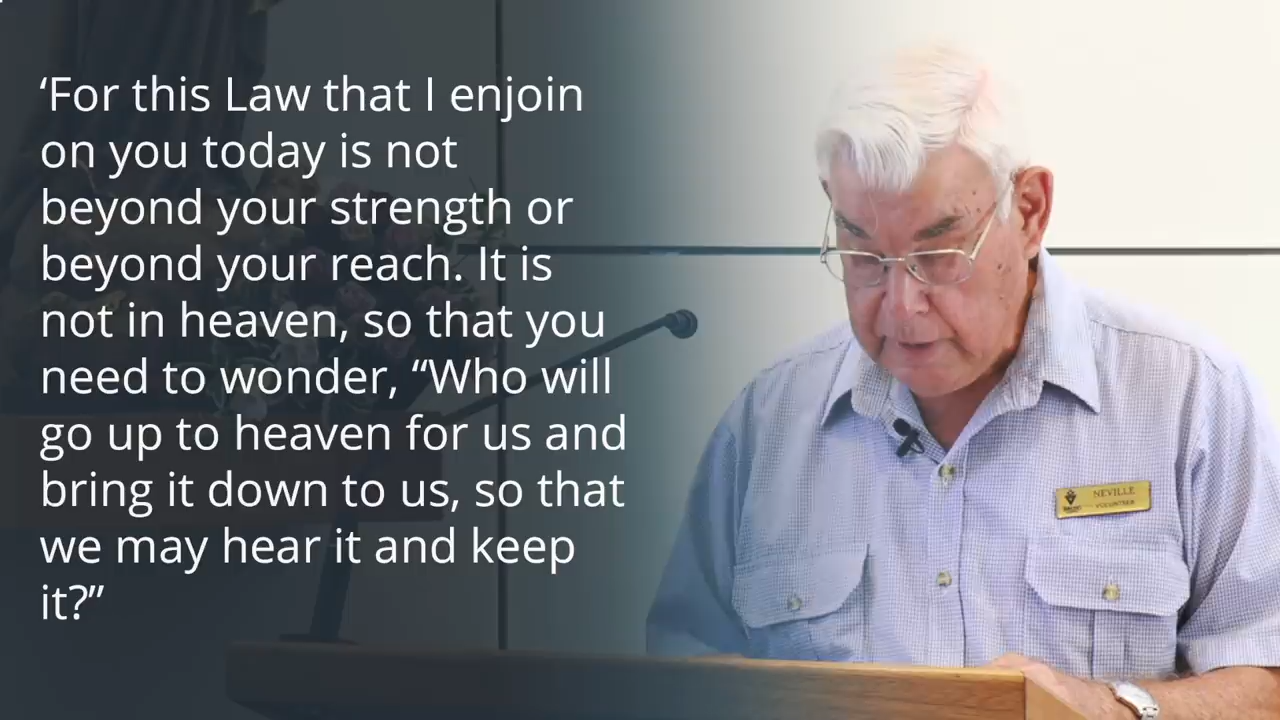 ‘For this Law that I enjoin
on you today is not
beyond your strength or
beyond your reach. It is
not in heaven, so that you
need to wonder, “Who will
go up to heaven for us and
bring it down to us, so that
we may hear it and keep
it?”
NEVILLE
VOLUNTEER